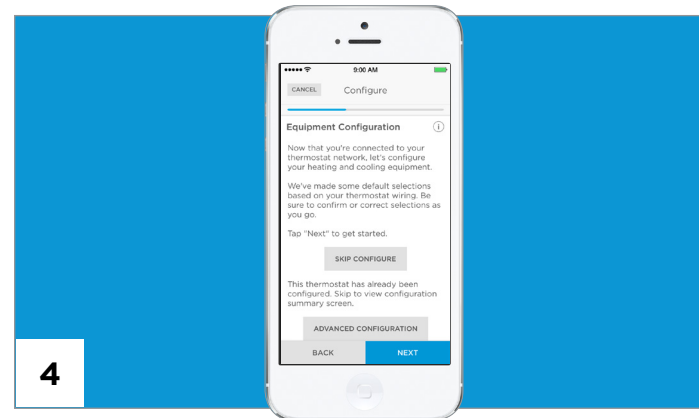 9:00 AM
CANCEL Configure
Equipment Configuration i
Now that you're connected to your
thermostat network, let's configure
your heating and cooling equipment.
We've made some default selections
based on your thermostat wiring. Be
sure to confirm or correct selections as
you go.
Tap "Next" to get started.
SKIP CONFIGURE
This thermostat has already been
configured. Skip to view configuration
summary screen.
ADVANCED CONFIGURATION
BACK NEXT
4